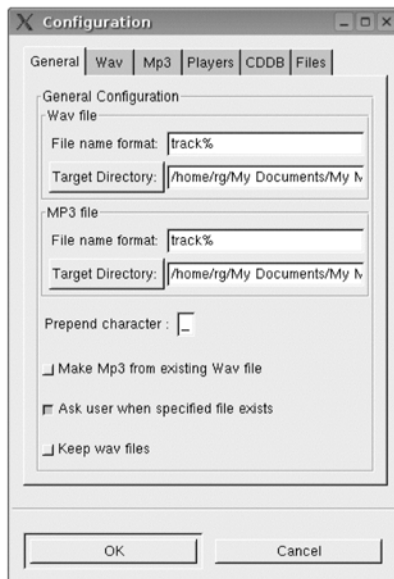 Configuration
General Wav Mp3 Players CDDB Files
General Configuration
Wav file
File name format: track%
Target Directory: /home/rg/My Documents/My M
MP3 file
File name format: track%
Target Directory: /home/rg/My Documents/My M
Prepend character : _
Make Mp3 from existing Wav file
Ask user when specified file exists
Keep wav files
OK Cancel